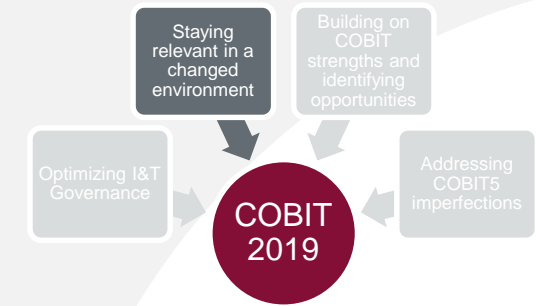 Staying
relevant in a
changed
environment
Building on
COBIT
strengths and
identifying
opportunities
Optimizing I&T
Governance
Addressing
COBIT5
imperfections
COBIT
2019